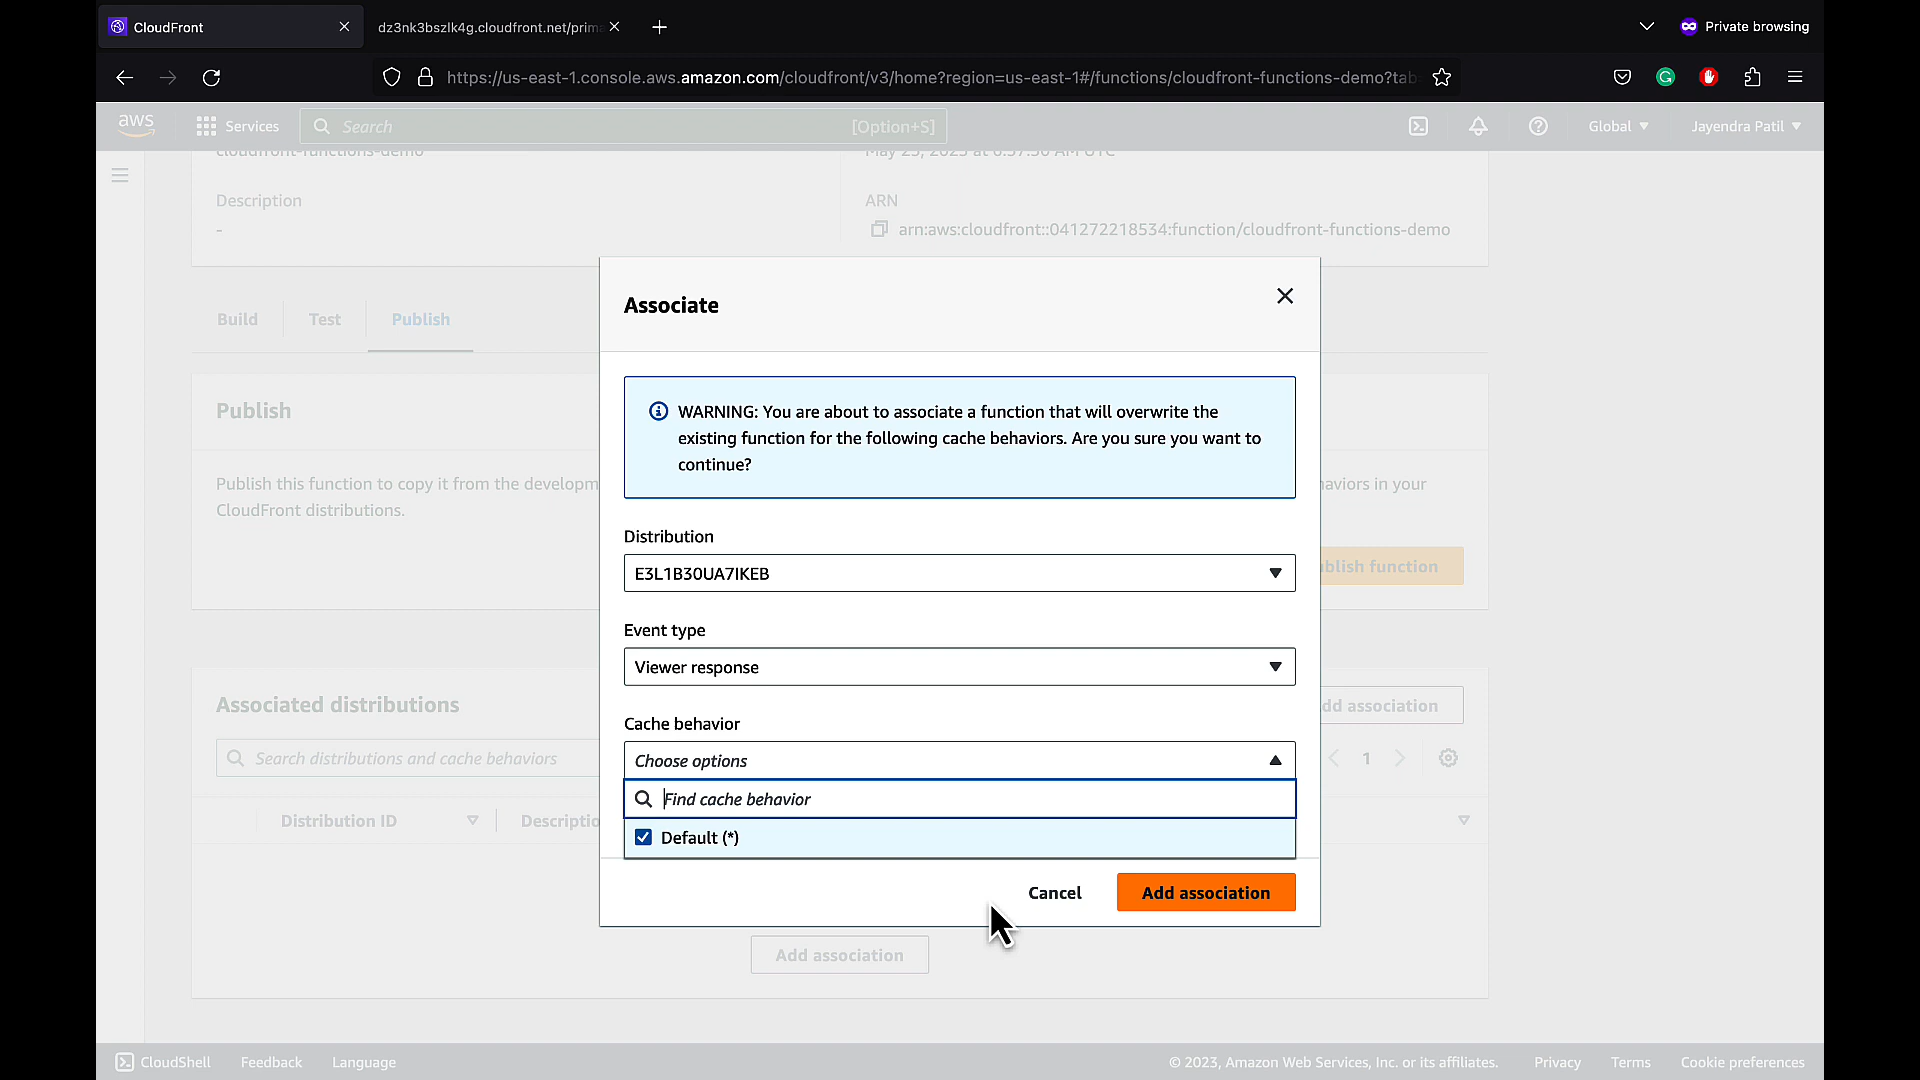 CloudFront
dz3nk3bszlk4g.cloudfront.net/prim
Private browsing
https://us-east-1.console.aws.amazon.com/cloudfront/v3/home?region=us-east-1#/functions/cloudfront-functions-demo?tab
aws
Services
Search
[Option+S]
Global
Jayendra Patil
cloudfront-functions-demo
Description
-
ARN
arn:aws:cloudfront::041272218534:function/cloudfront-functions-demo
Build
Test
Publish
Associate
WARNING: You are about to associate a function that will overwrite the
existing function for the following cache behaviors. Are you sure you want to
continue?
Publish
Publish this function to copy it from the developm
haviors in your
CloudFront distributions.
Distribution
E3L1B30UA7IKEB
blish function
Event type
Viewer response
Associated distributions
dd association
Cache behavior
Choose options
Search distributions and cache behaviors
1
Find cache behavior
Distribution ID
Descriptio
Default (*)
Cancel
Add association
Add association
CloudShell
Feedback
Language
© 2023, Amazon Web Services, Inc. or its affiliates.
Privacy
Terms
Cookie preferences